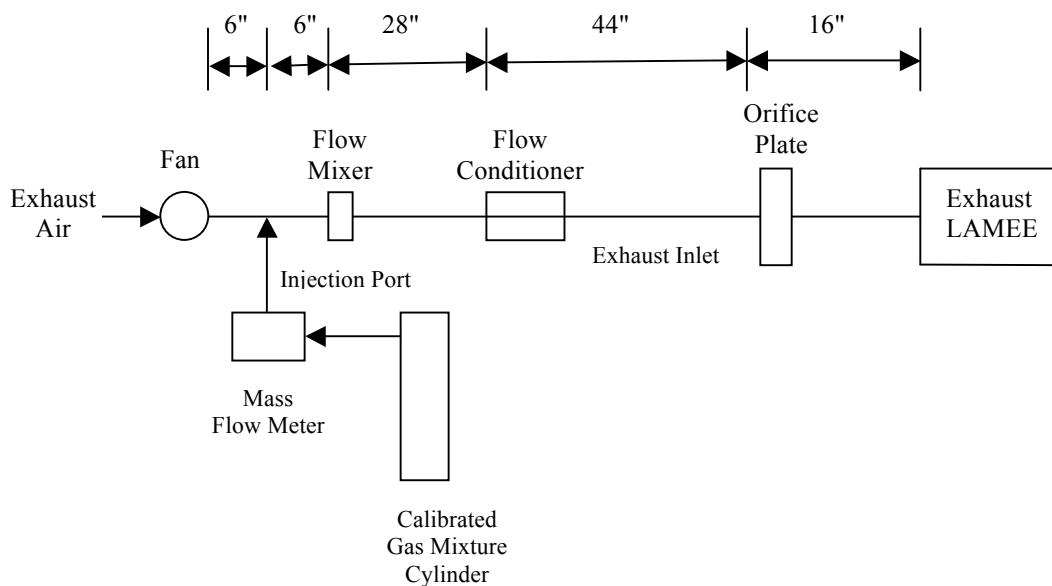 6" 6" 28" 44" 16"
Orifice
Plate
Flow
Mixer
Flow
Conditioner
Fan
Exhaust
Air
Exhaust
LAMEE
Exhaust Inlet
Injection Port
Mass
Flow Meter
Calibrated
Gas Mixture
Cylinder